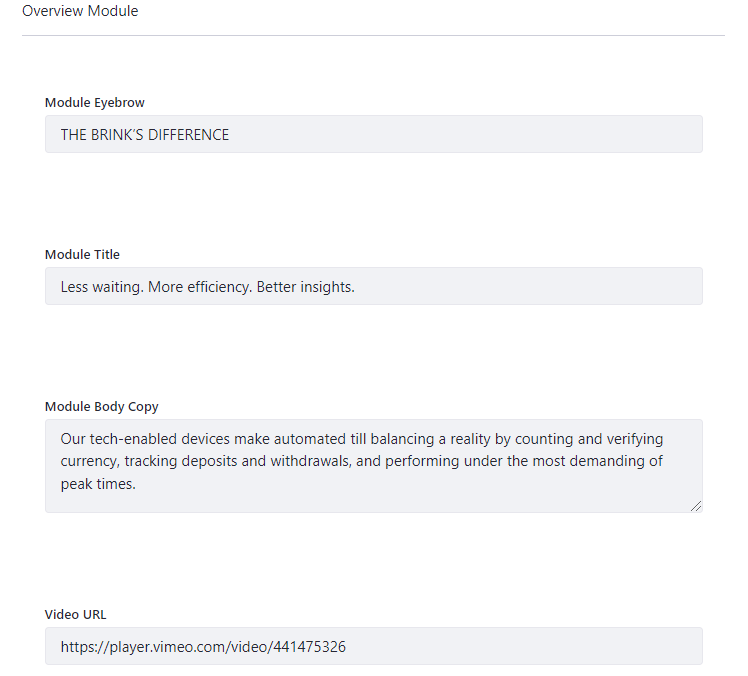 Overview Module
Module Eyebrow
THE BRINK’S DIFFERENCE
Module Title
Less waiting. More efficiency. Better insights.
Module Body Copy
Our tech-enabled devices make automated till balancing a reality by counting and verifying
currency, tracking deposits and withdrawals, and performing under the most demanding of
peak times.
Video URL
https://player.vimeo.com/video/441475326